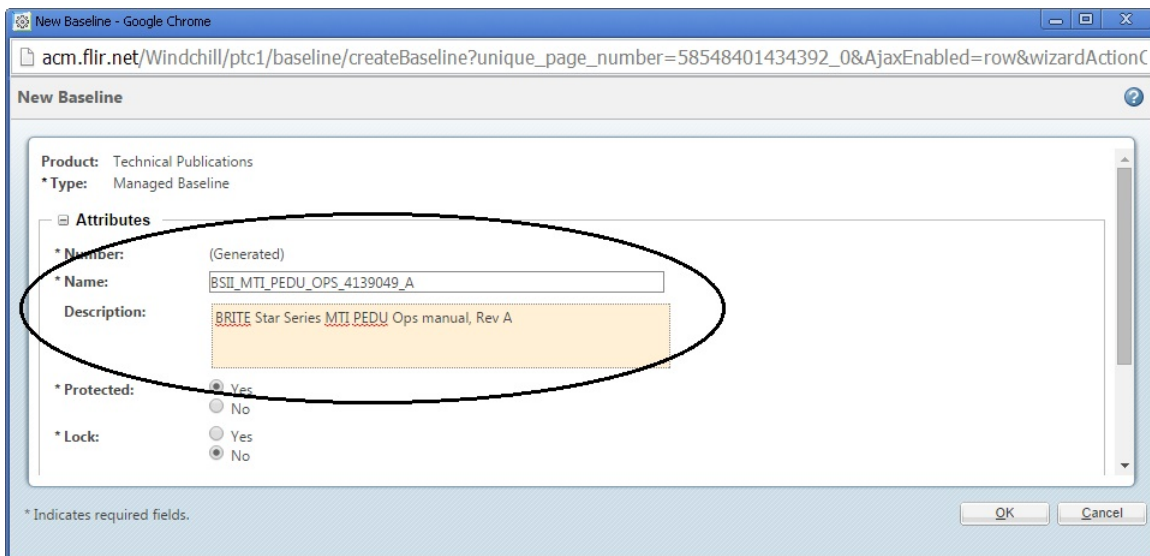 New Baseline - Google Chrome
acm.flir.net/Windchill/ptc1/baseline/createBaseline?unique_page_number=58548401434392_0&AjaxEnabled=row&wizardActionC
New Baseline
Product: Technical Publications
* Type: Managed Baseline
Attributes
* Number: (Generated)
* Name: BSII_MTI_PEDU_OPS_4139049_A
Description: BRITE Star Series MTI PEDU Ops manual, Rev A
* Protected: Yes
No
* Lock: Yes
No
* Indicates required fields.
OK Cancel